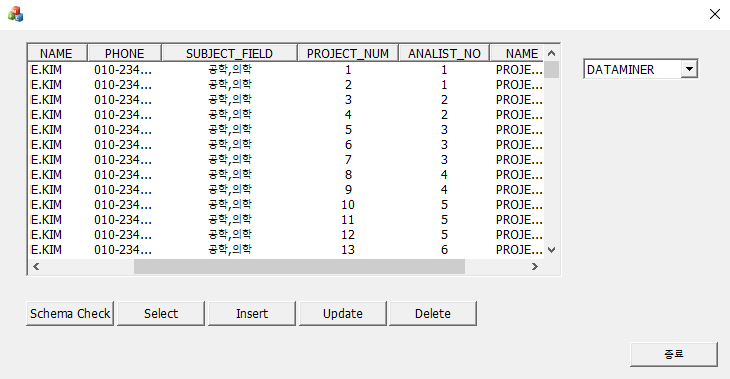 NAME PHONE SUBJECT_FIELD PROJECT_NUM ANALIST_NO NAME
E.KIM 010-234... 공학,의학 1 1 PROJE...
E.KIM 010-234... 공학,의학 2 1 PROJE...
E.KIM 010-234... 공학,의학 3 2 PROJE...
E.KIM 010-234... 공학,의학 4 2 PROJE...
E.KIM 010-234... 공학,의학 5 3 PROJE...
E.KIM 010-234... 공학,의학 6 3 PROJE...
E.KIM 010-234... 공학,의학 7 3 PROJE...
E.KIM 010-234... 공학,의학 8 4 PROJE...
E.KIM 010-234... 공학,의학 9 4 PROJE...
E.KIM 010-234... 공학,의학 10 5 PROJE...
E.KIM 010-234... 공학,의학 11 5 PROJE...
E.KIM 010-234... 공학,의학 12 5 PROJE...
E.KIM 010-234... 공학,의학 13 6 PROJE...
DATAMINER
Schema Check Select Insert Update Delete
종료